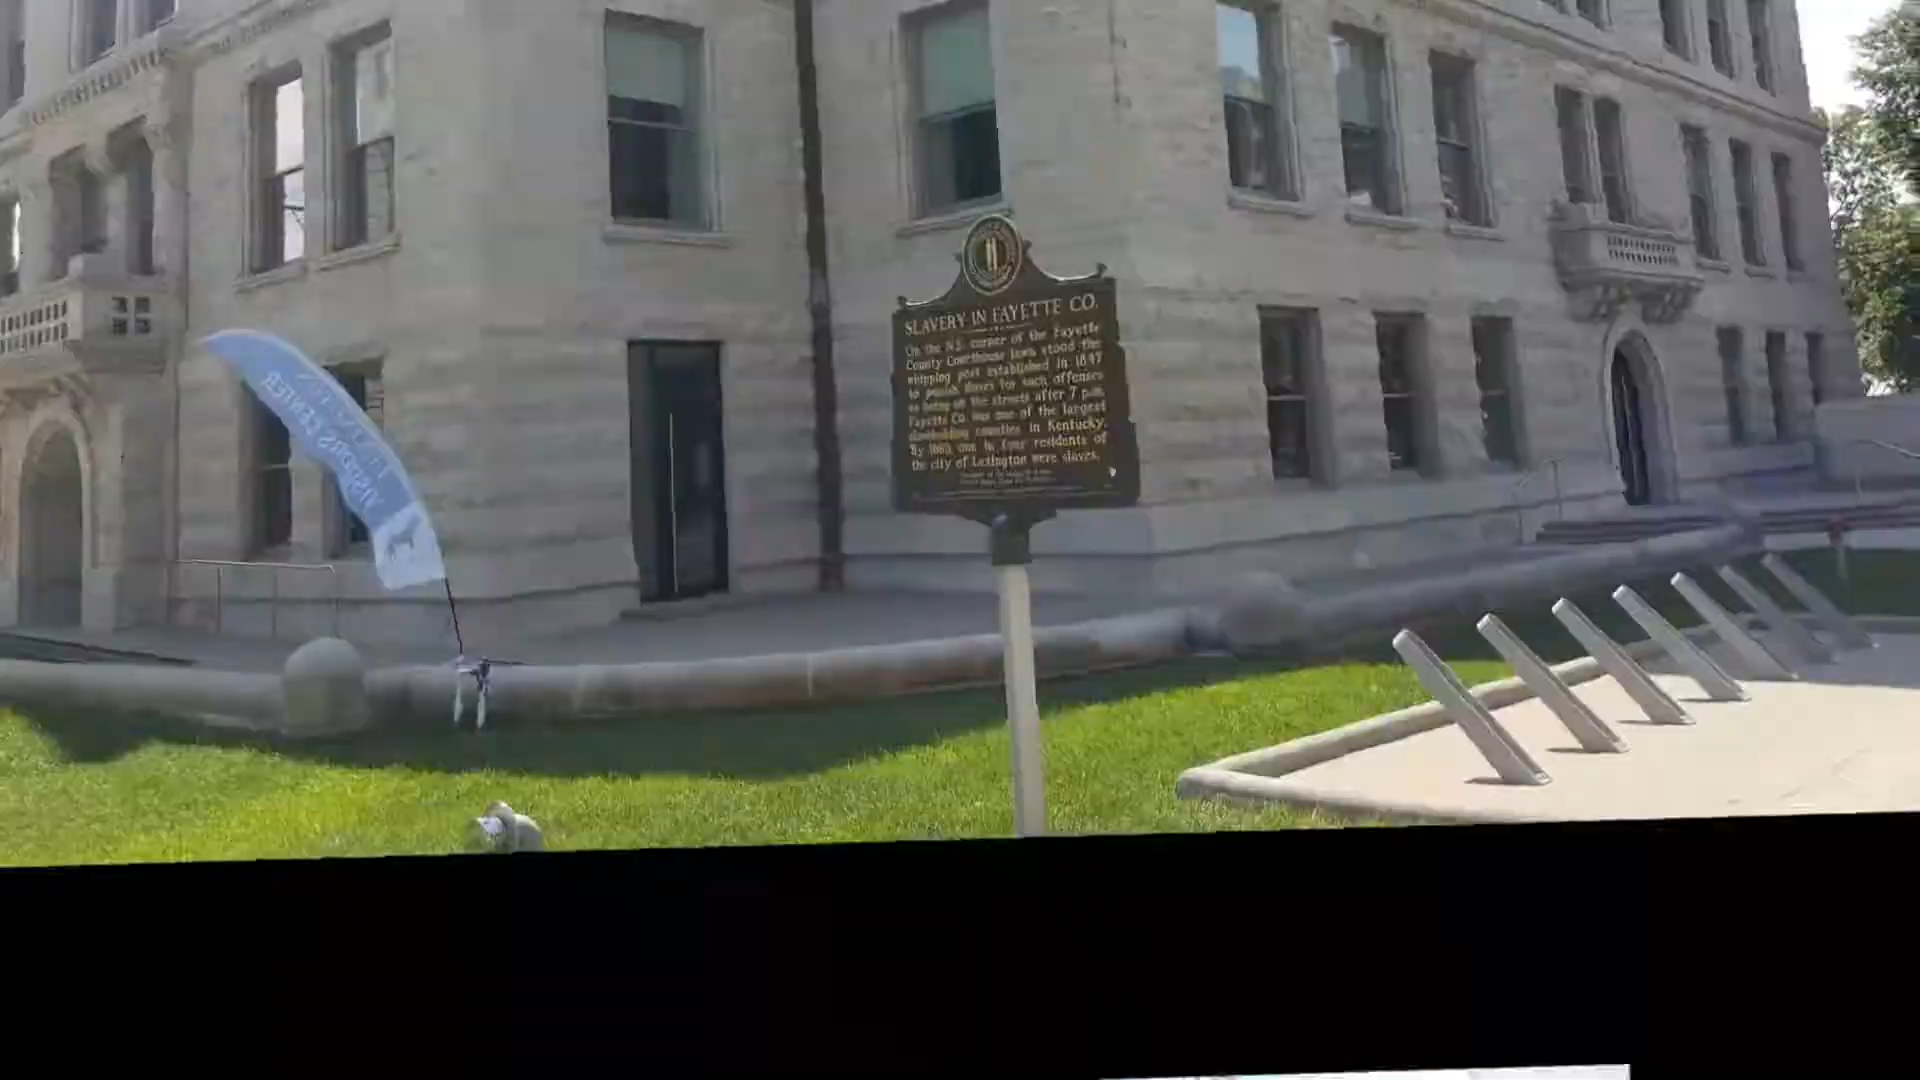 SLAVERY IN FAYETTE CO.
On the N.E. corner of the Fayette
County Courthouse lawn stood the
whipping post established in 1847
to punish slaves for such offenses
as being on the streets after 7 p.m.
Fayette Co. was one of the largest
slaveholding counties in Kentucky.
By 1860, one in four residents of
the city of Lexington were slaves.
VISITORS CENTER